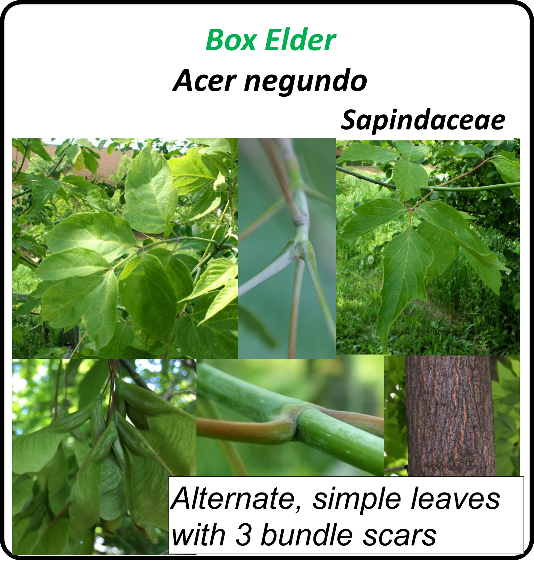 Box Elder
Acer negundo
Sapindaceae
Alternate, simple leaves
with 3 bundle scars